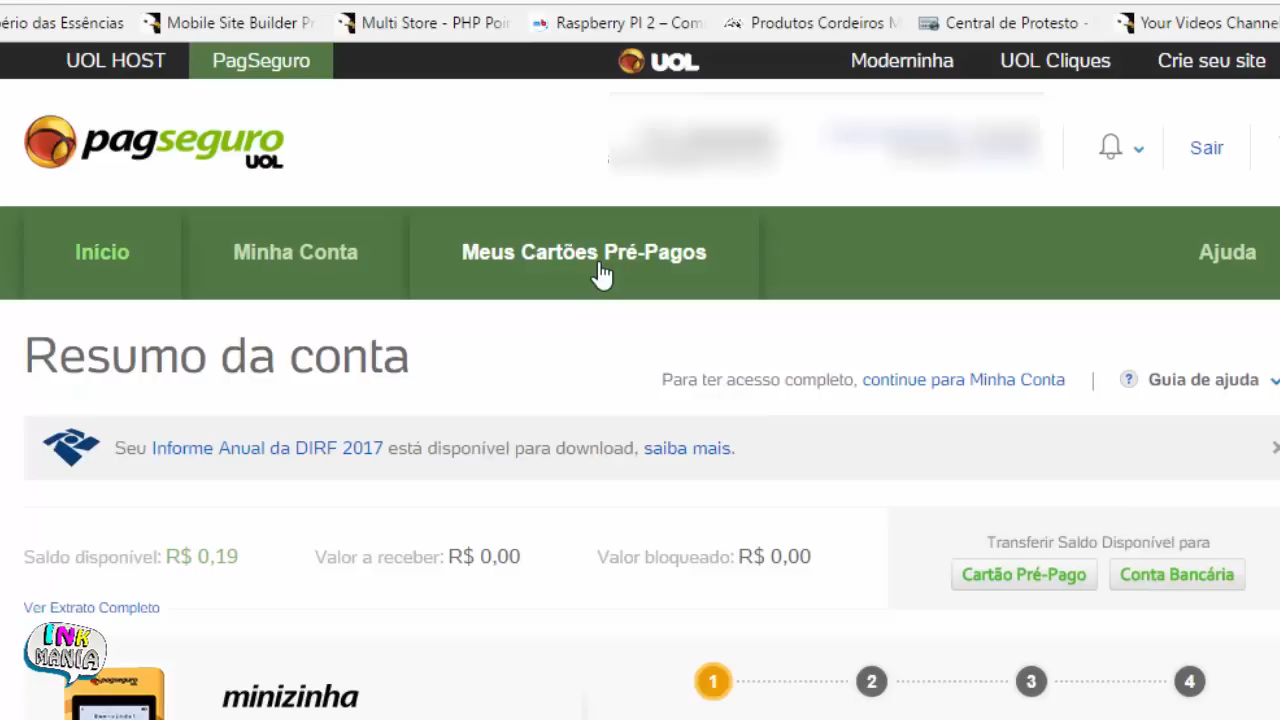 ério das Essências
Mobile Site Builder Pr
Multi Store - PHP Poi
Raspberry PI 2 – Com
Produtos Cordeiros M
Central de Protesto -
Your Videos Channe
UOL HOST
PagSeguro
UOL
Moderninha
UOL Cliques
Crie seu site
pagseguro
UOL
Sair
Início
Minha Conta
Meus Cartões Pré-Pagos
Ajuda
Resumo da conta
Para ter acesso completo, continue para Minha Conta
|
? Guia de ajuda
Seu Informe Anual da DIRF 2017 está disponível para download, saiba mais.
Saldo disponível: R$ 0,19
Valor a receber: R$ 0,00
Valor bloqueado: R$ 0,00
Transferir Saldo Disponível para
Cartão Pré-Pago
Conta Bancária
Ver Extrato Completo
INK
MANIA
minizinha
1
2
3
4